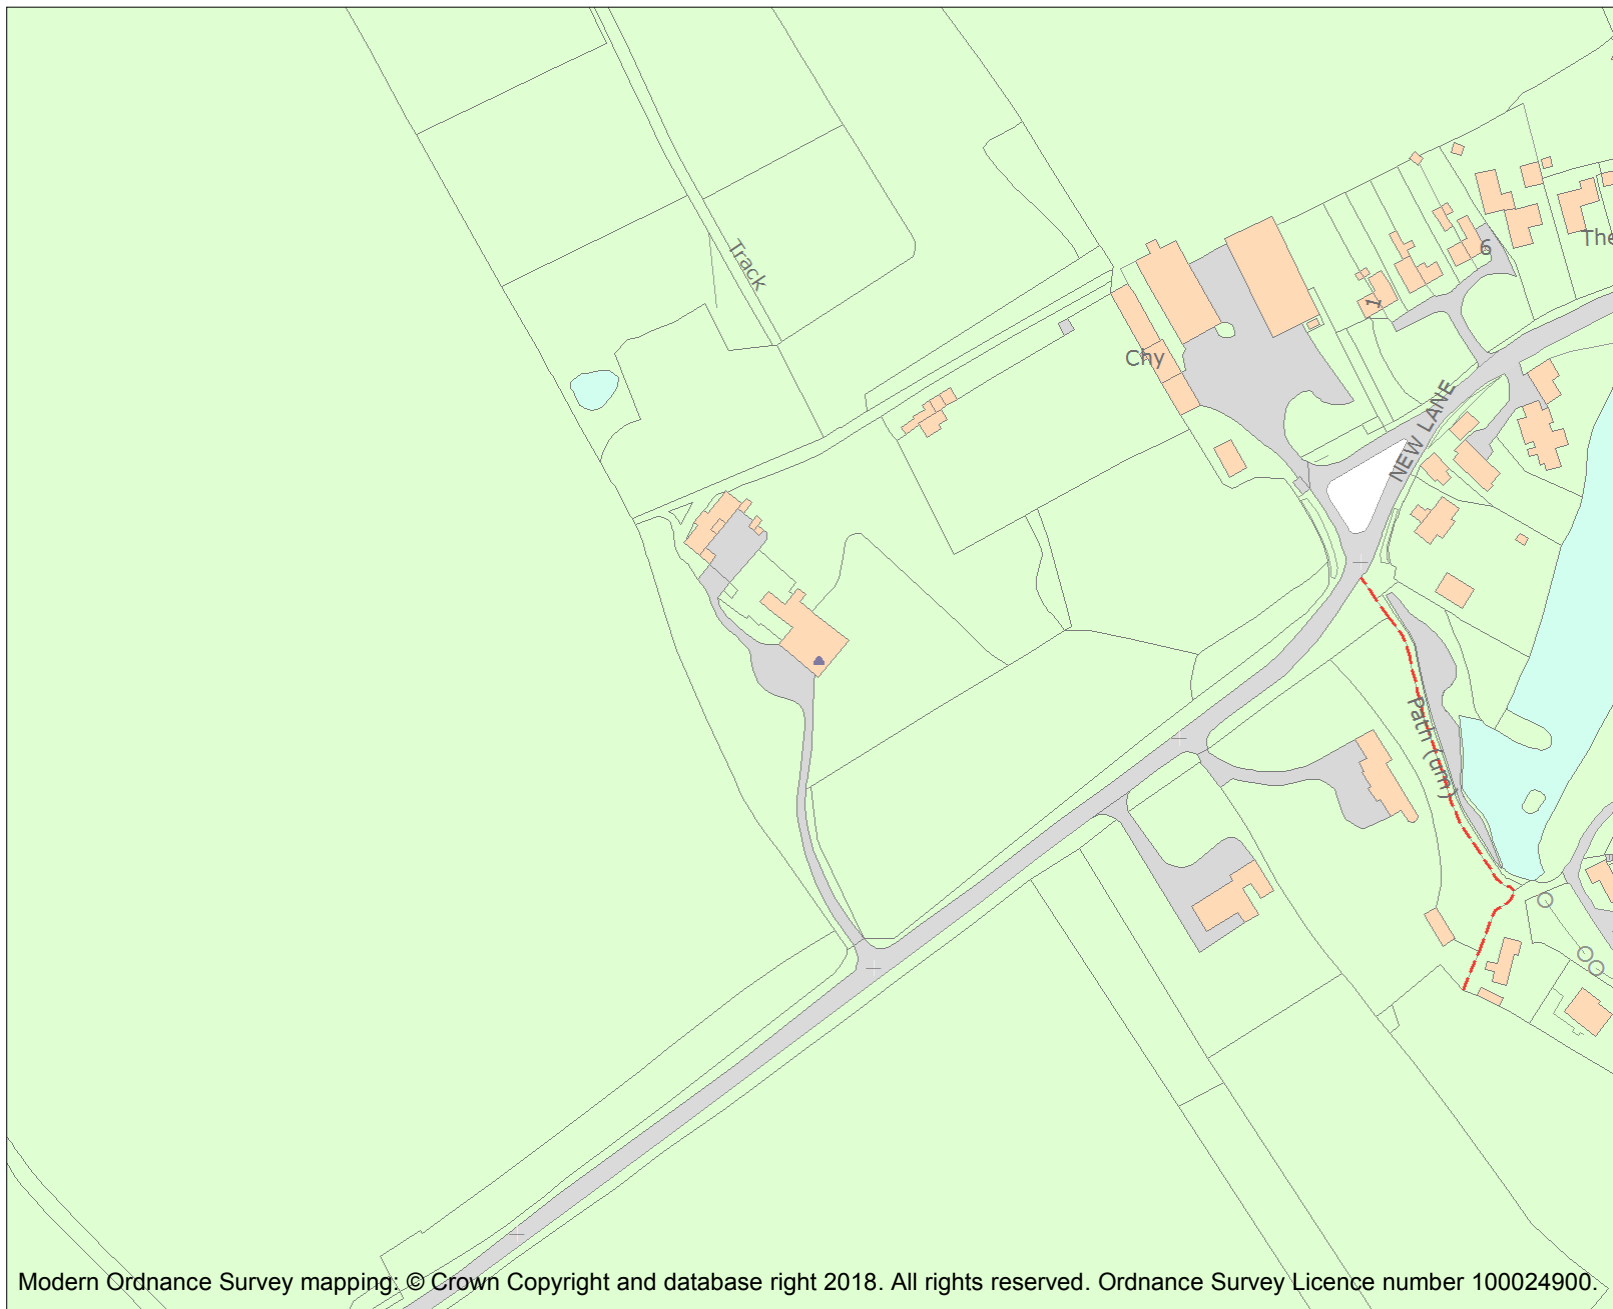 Track
6
The
1
Chy
NEW LANE
Path (um)
Modern Ordnance Survey mapping: © Crown Copyright and database right 2018. All rights reserved. Ordnance Survey Licence number 100024900.